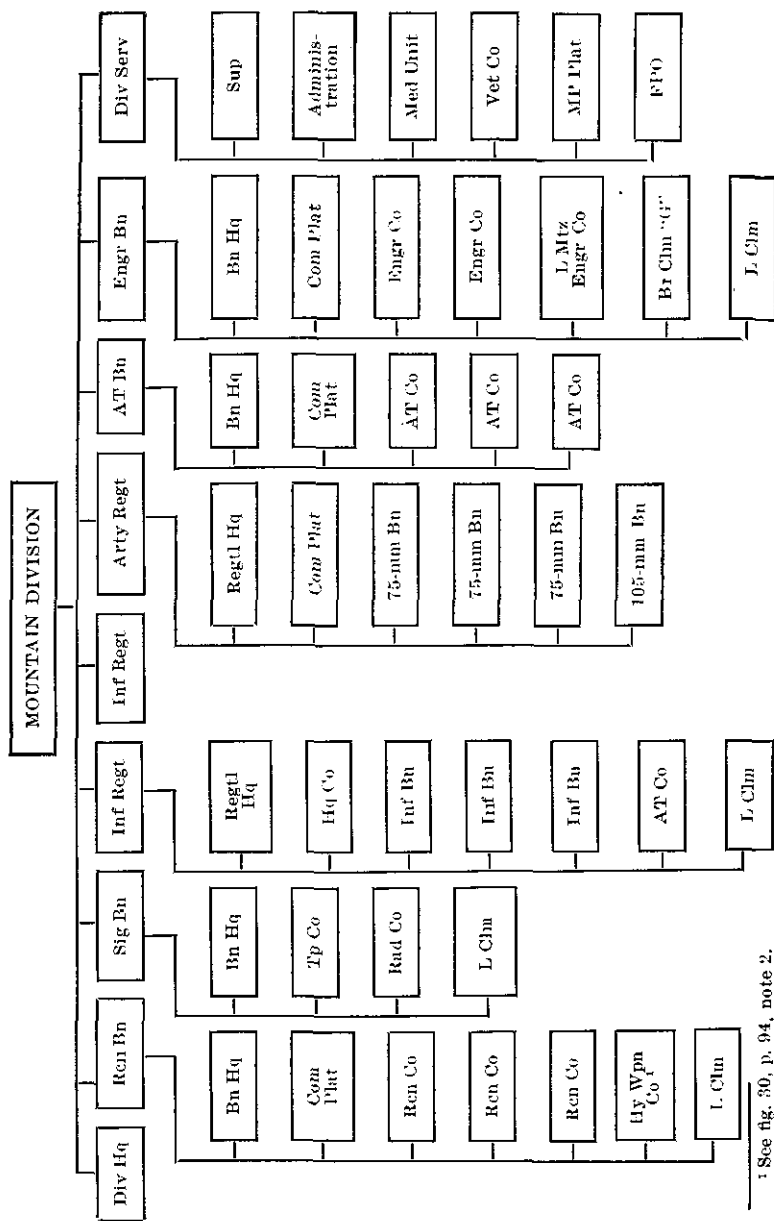 MOUNTAIN DIVISION
Div Hq
Rcn Bn
Sig Bn
Inf Regt
Inf Regt
Arty Regt
AT Bn
Engr Bn
Div Serv
Bn Hq
Com
Plat
Rcn Co
Rcn Co
Rcn Co
Hy Wpn
Co ¹
L Clm
Bn Hq
Tp Co
Rad Co
L Clm
Regtl
Hq
Hq Co
Inf Bn
Inf Bn
Inf Bn
AT Co
L Clm
Regtl Hq
Com Plat
75-mm Bn
75-mm Bn
75-mm Bn
105-mm Bn
Bn Hq
Com
Plat
AT Co
AT Co
AT Co
Bn Hq
Com Plat
Engr Co
Engr Co
L Mtz
Engr Co
Br Clm "G"
L Clm
Sup
Adminis-
tration
Med Unit
Vet Co
MP Plat
FPO
¹ See fig. 30, p. 94, note 2.